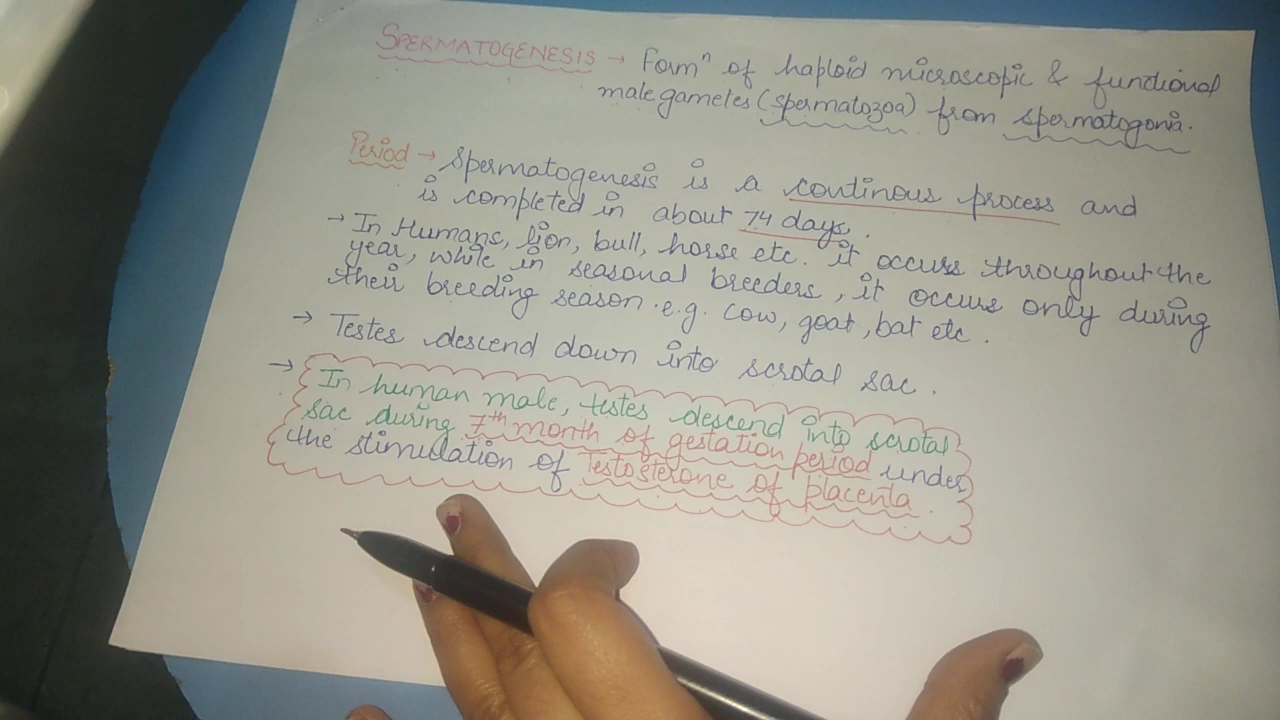 SPERMATOGENESIS → Formⁿ of haploid microscopic & functional
male gametes (spermatozoa) from spermatogonia.
Period → Spermatogenesis is a continous process and
is completed in about 74 days.
→ In Humans, lion, bull, horse etc. it occurs throughout the
year, while in seasonal breeders, it occurs only during
their breeding season. e.g. cow, goat, bat etc.
→ Testes descend down into scrotal sac.
→ In human male, testes descend into scrotal
sac during 7th month of gestation period under
the stimulation of Testosterone of placenta.